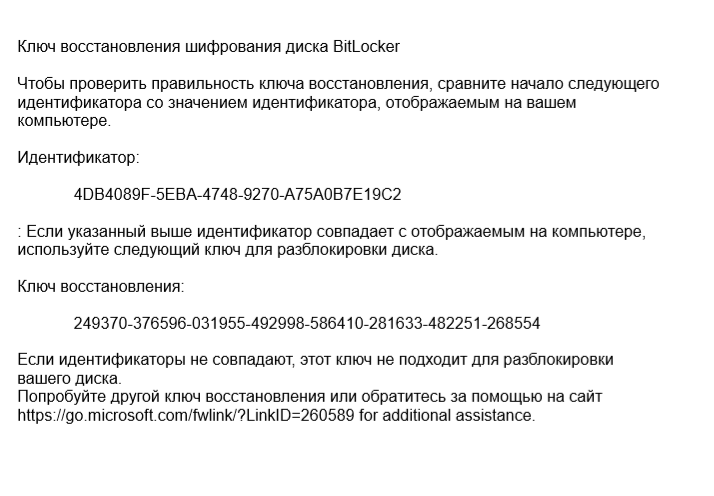 Ключ восстановления шифрования диска BitLocker
Чтобы проверить правильность ключа восстановления, сравните начало следующего
идентификатора со значением идентификатора, отображаемым на вашем
компьютере.
Идентификатор:
4DB4089F-5EBA-4748-9270-A75A0B7E19C2
: Если указанный выше идентификатор совпадает с отображаемым на компьютере,
используйте следующий ключ для разблокировки диска.
Ключ восстановления:
249370-376596-031955-492998-586410-281633-482251-268554
Если идентификаторы не совпадают, этот ключ не подходит для разблокировки
вашего диска.
Попробуйте другой ключ восстановления или обратитесь за помощью на сайт
https://go.microsoft.com/fwlink/?LinkID=260589 for additional assistance.